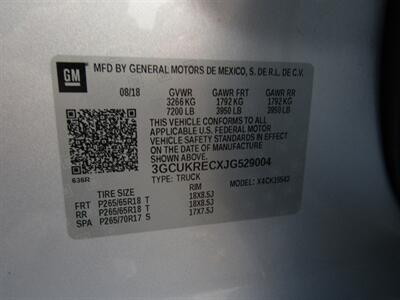 GM MFD BY GENERAL MOTORS DE MEXICO, S. DE R.L. DE C.V.
08/18 GVWR GAWR FRT GAWR RR
3266 KG 1792 KG 1792 KG
7200 LB 3950 LB 3950 LB
THIS VEHICLE CONFORMS TO ALL
APPLICABLE U.S. FEDERAL MOTOR
VEHICLE SAFETY STANDARDS IN EFFECT
ON THE DATE OF MANUFACTURE SHOWN ABOVE.
3GCUKRECXJG529004
636R TYPE: TRUCK MODEL: X4CK15543
TIRE SIZE RIM
FRT P265/65R18 T 18X8.5J
RR P265/65R18 T 18X8.5J
SPA P265/70R17 S 17X7.5J